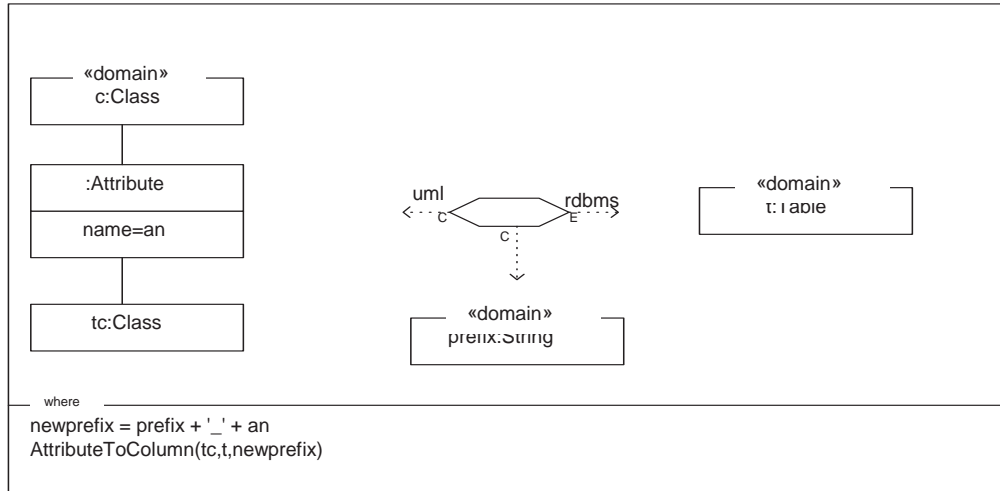 «domain»
c:Class
:Attribute
name=an
tc:Class
uml
rdbms
C
E
C
«domain»
prefix:String
«domain»
t:Table
where
newprefix = prefix + '_' + an
AttributeToColumn(tc,t,newprefix)